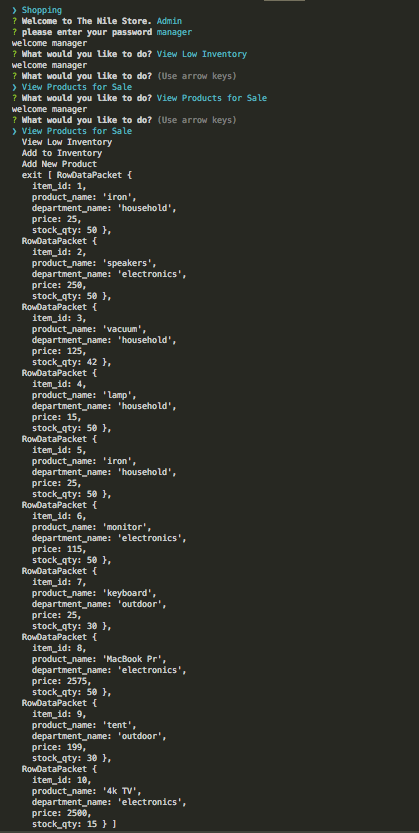 ❯ Shopping
? Welcome to The Nile Store. Admin
? please enter your password manager
welcome manager
? What would you like to do? View Low Inventory
welcome manager
? What would you like to do? (Use arrow keys)
❯ View Products for Sale
? What would you like to do? View Products for Sale
welcome manager
? What would you like to do? (Use arrow keys)
❯ View Products for Sale
View Low Inventory
Add to Inventory
Add New Product
exit [ RowDataPacket {
item_id: 1,
product_name: 'iron',
department_name: 'household',
price: 25,
stock_qty: 50 },
RowDataPacket {
item_id: 2,
product_name: 'speakers',
department_name: 'electronics',
price: 250,
stock_qty: 50 },
RowDataPacket {
item_id: 3,
product_name: 'vacuum',
department_name: 'household',
price: 125,
stock_qty: 42 },
RowDataPacket {
item_id: 4,
product_name: 'lamp',
department_name: 'household',
price: 15,
stock_qty: 50 },
RowDataPacket {
item_id: 5,
product_name: 'iron',
department_name: 'household',
price: 25,
stock_qty: 50 },
RowDataPacket {
item_id: 6,
product_name: 'monitor',
department_name: 'electronics',
price: 115,
stock_qty: 50 },
RowDataPacket {
item_id: 7,
product_name: 'keyboard',
department_name: 'outdoor',
price: 25,
stock_qty: 30 },
RowDataPacket {
item_id: 8,
product_name: 'MacBook Pr',
department_name: 'electronics',
price: 2575,
stock_qty: 50 },
RowDataPacket {
item_id: 9,
product_name: 'tent',
department_name: 'outdoor',
price: 199,
stock_qty: 30 },
RowDataPacket {
item_id: 10,
product_name: '4k TV',
department_name: 'electronics',
price: 2500,
stock_qty: 15 } ]